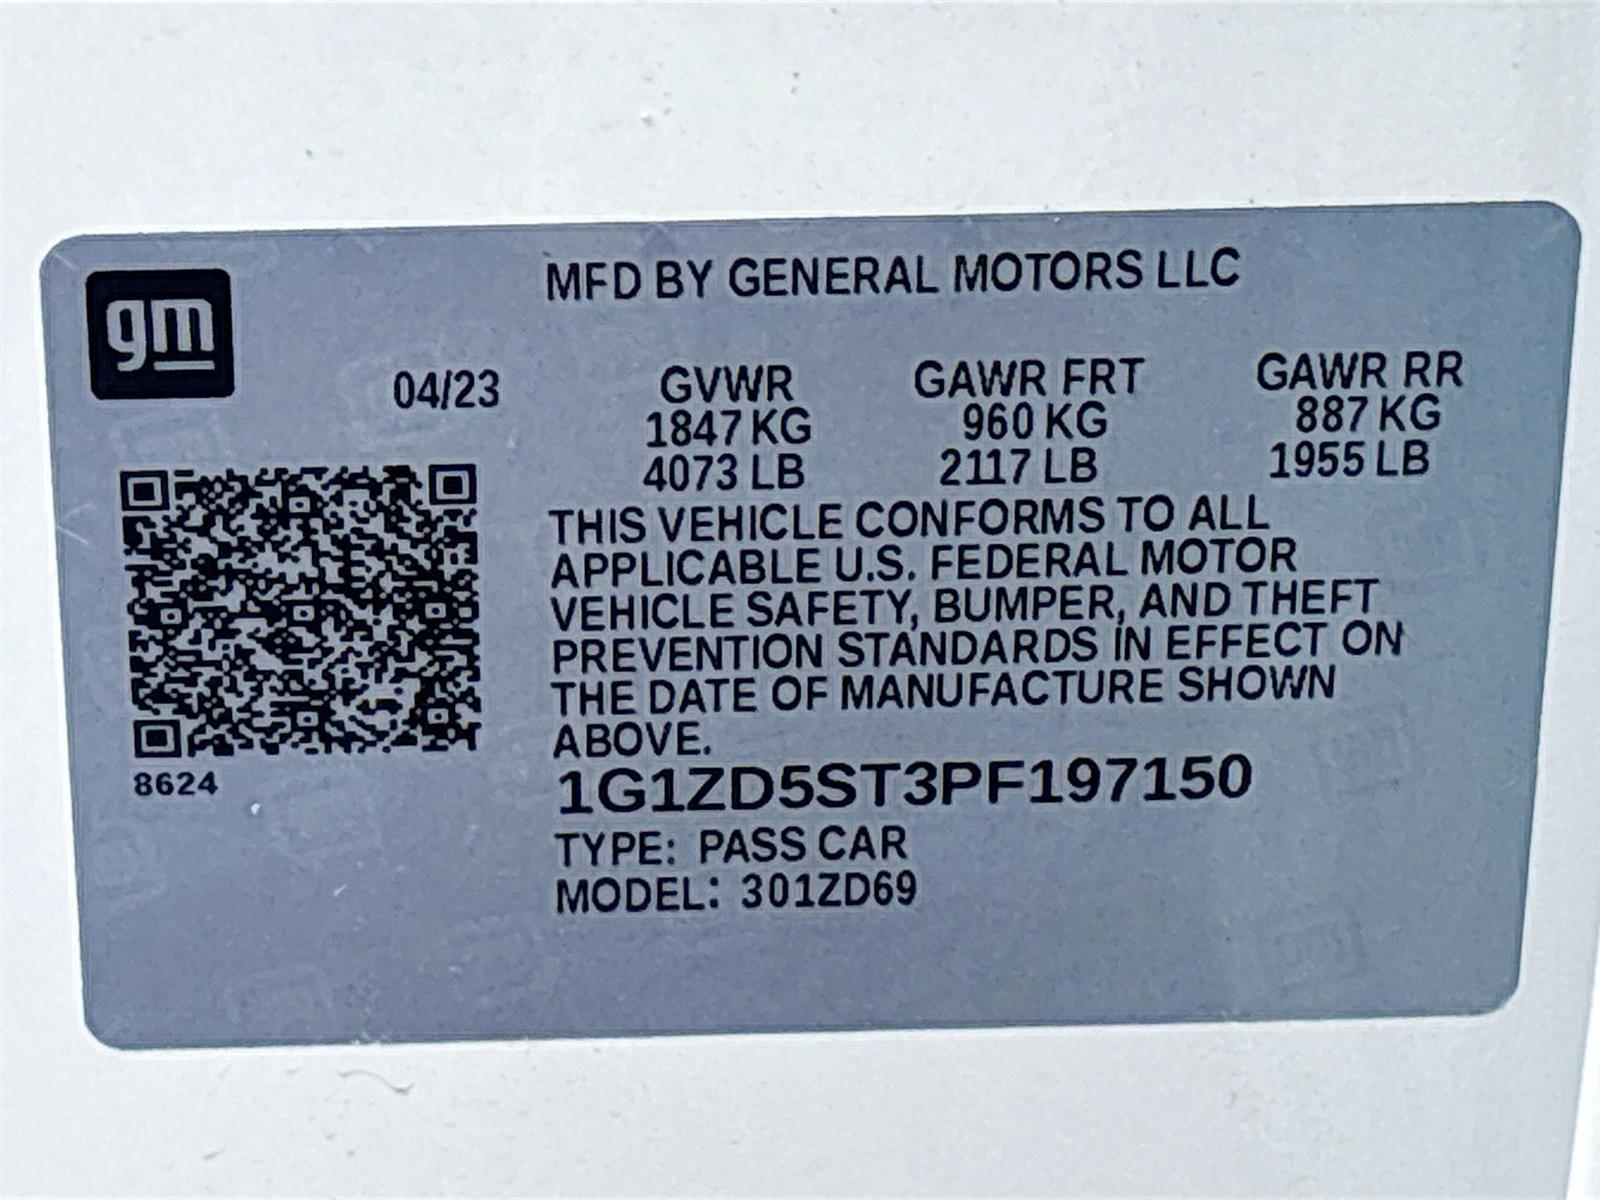 gm
MFD BY GENERAL MOTORS LLC
04/23 GVWR GAWR FRT GAWR RR
1847 KG 960 KG 887 KG
4073 LB 2117 LB 1955 LB
THIS VEHICLE CONFORMS TO ALL
APPLICABLE U.S. FEDERAL MOTOR
VEHICLE SAFETY, BUMPER, AND THEFT
PREVENTION STANDARDS IN EFFECT ON
THE DATE OF MANUFACTURE SHOWN
ABOVE.
8624
1G1ZD5ST3PF197150
TYPE: PASS CAR
MODEL: 301ZD69